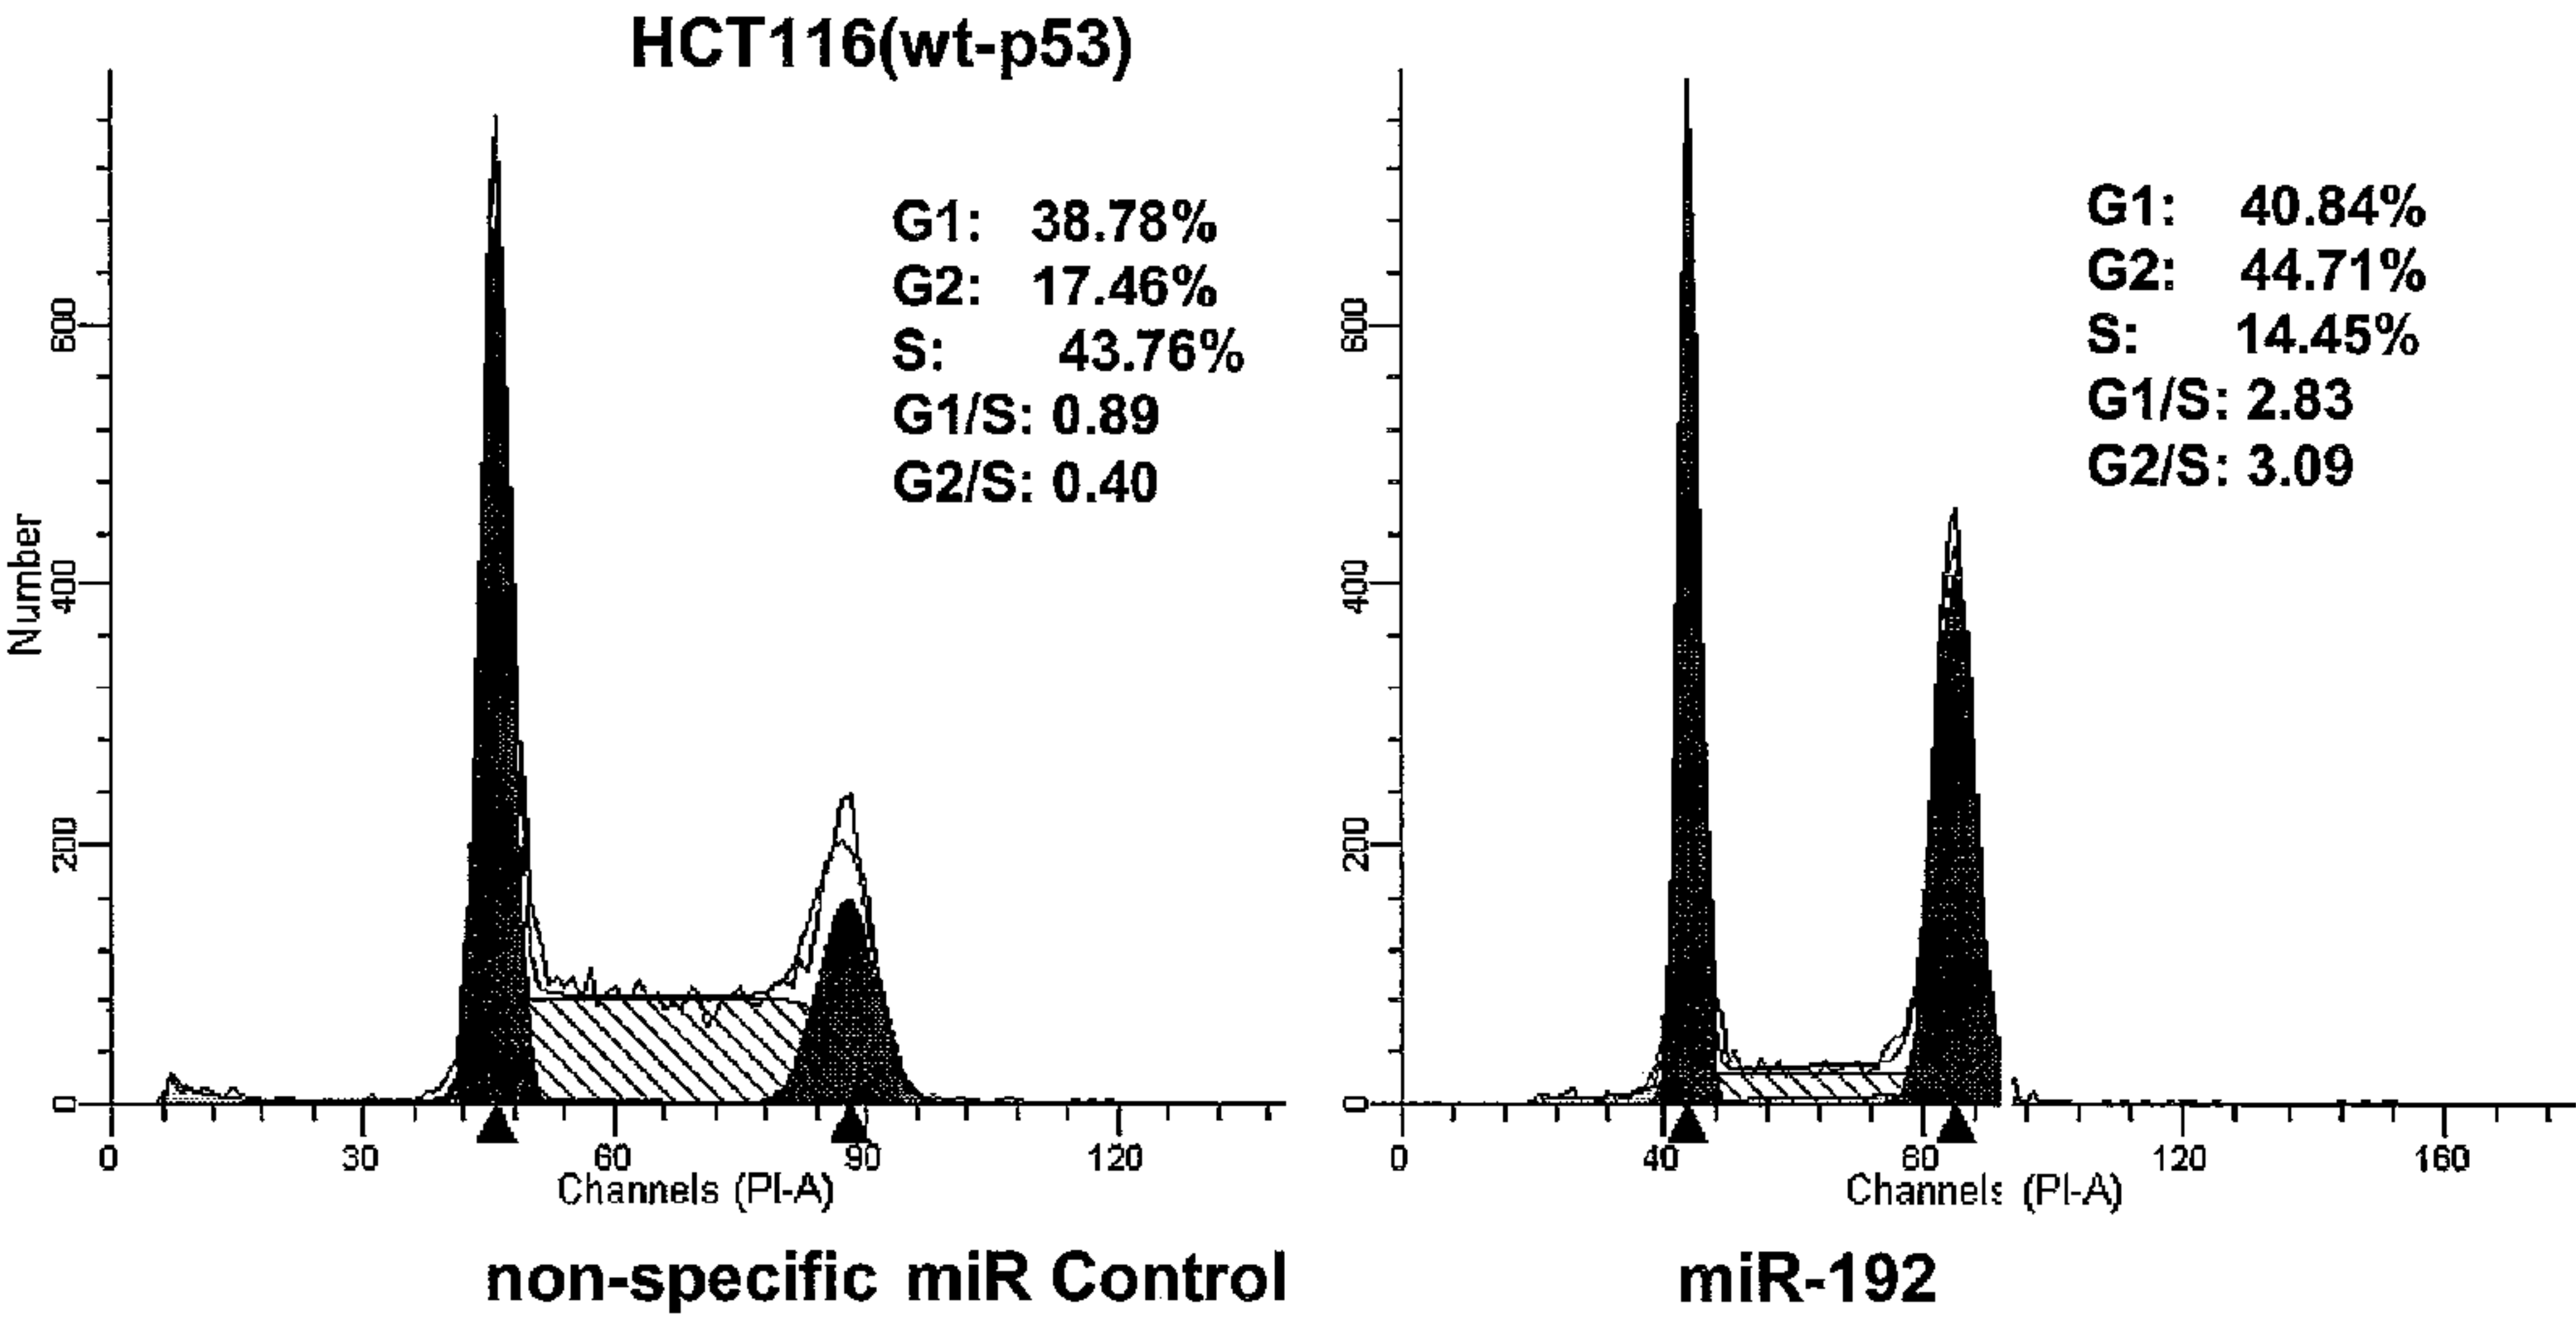 HCT116(wt-p53)
G1: 38.78%
G2: 17.46%
S: 43.76%
G1/S: 0.89
G2/S: 0.40
Number
600
400
200
0
0 30 60 90 120
Channels (PI-A)
non-specific miR Control
G1: 40.84%
G2: 44.71%
S: 14.45%
G1/S: 2.83
G2/S: 3.09
600
400
200
0
0 40 80 120 160
Channels (PI-A)
miR-192